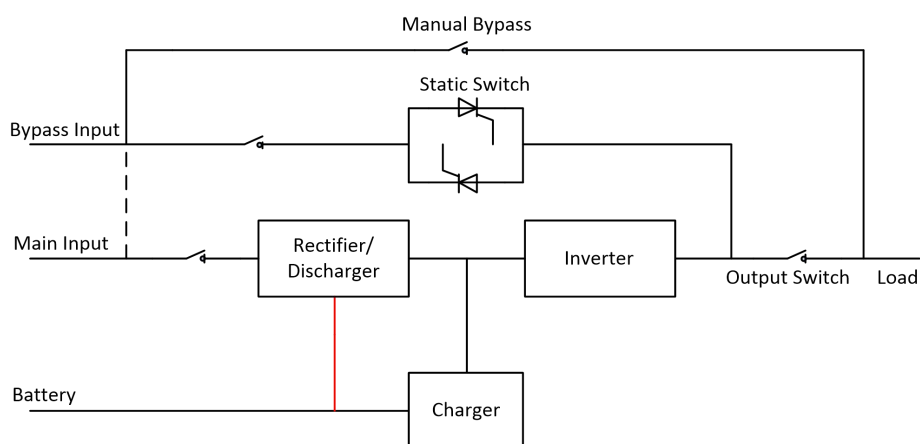 Manual Bypass
Static Switch
Bypass Input
Main Input
Rectifier/
Discharger
Inverter
Output Switch
Load
Battery
Charger